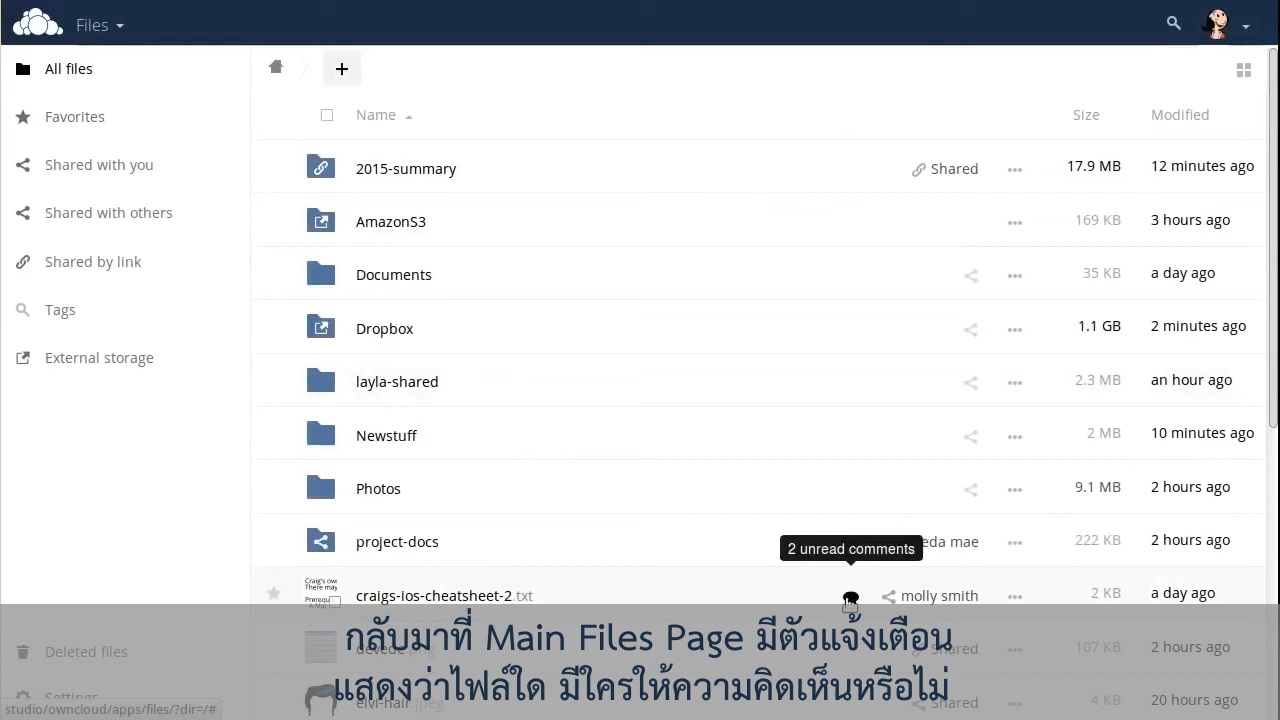 Files
All files
Favorites
Shared with you
Shared with others
Shared by link
Tags
External storage
Deleted files
Settings
studio/owncloud/apps/files/?dir=/#
+
Name Size Modified
2015-summary Shared ••• 17.9 MB 12 minutes ago
AmazonS3 ••• 169 KB 3 hours ago
Documents ••• 35 KB a day ago
Dropbox ••• 1.1 GB 2 minutes ago
layla-shared ••• 2.3 MB an hour ago
Newstuff ••• 2 MB 10 minutes ago
Photos ••• 9.1 MB 2 hours ago
project-docs eda mae ••• 222 KB 2 hours ago
2 unread comments
craigs-ios-cheatsheet-2.txt molly smith ••• 2 KB a day ago
Shared ••• 107 KB 2 hours ago
elvi-hair.jpeg Shared ••• 4 KB 20 hours ago
กลับมาที่ Main Files Page มีตัวแจ้งเตือน
แสดงว่าไฟล์ใด มีใครให้ความคิดเห็นหรือไม่